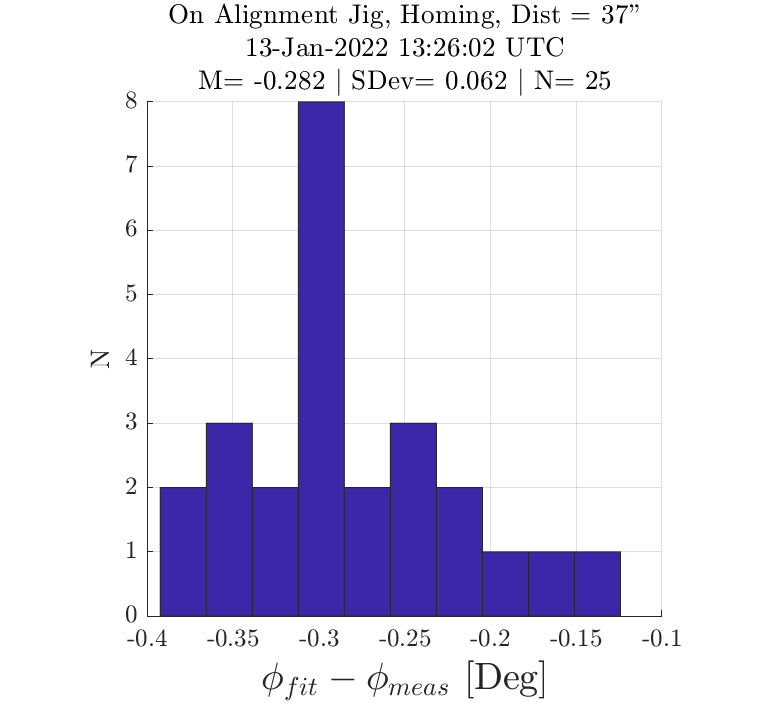 On Alignment Jig, Homing, Dist = 37”
13-Jan-2022 13:26:02 UTC
M= -0.282 | SDev= 0.062 | N= 25
8
7
6
5
4
3
2
1
0
N
-0.4 -0.35 -0.3 -0.25 -0.2 -0.15 -0.1
ϕfit − ϕmeas [Deg]